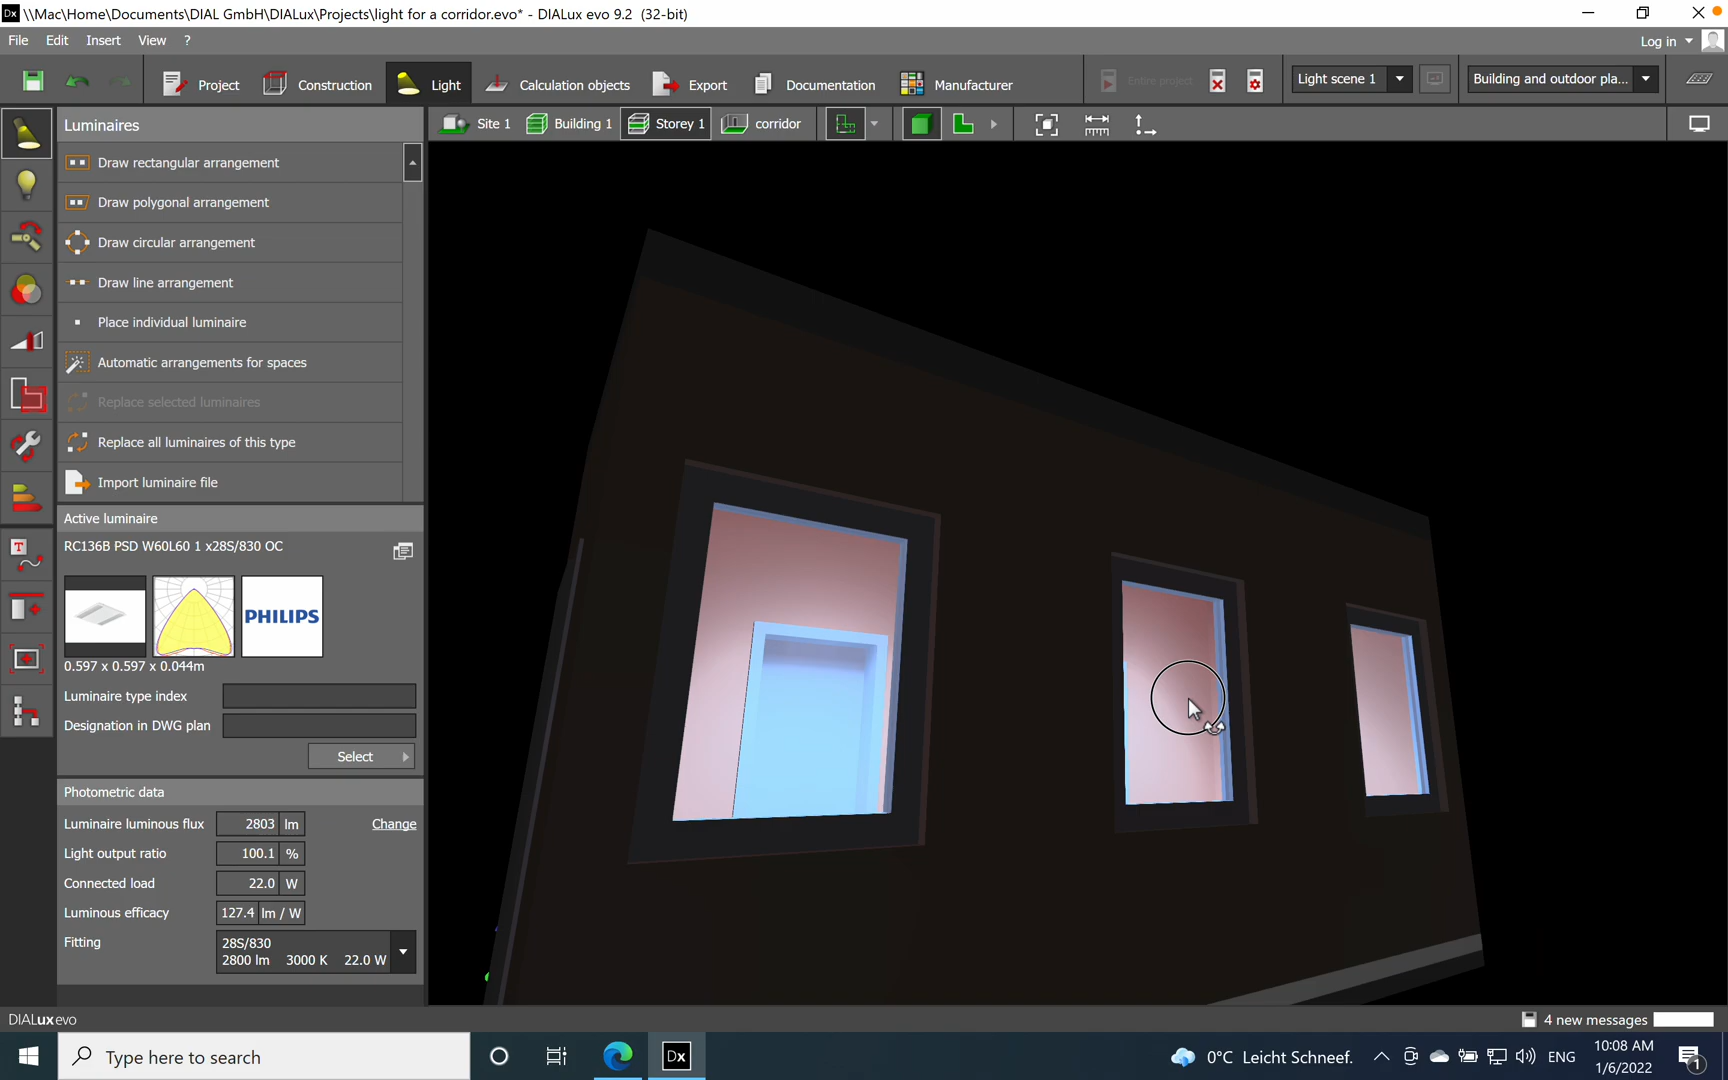 \\Mac\Home\Documents\DIAL GmbH\DIALux\Projects\light for a corridor.evo* - DIALux evo 9.2 (32-bit)
File Edit Insert View ?
Log in
Project Construction Light Calculation objects Export Documentation Manufacturer Entire project Light scene 1 Building and outdoor pla...
Luminaires
Site 1 Building 1 Storey 1 corridor
Draw rectangular arrangement
Draw polygonal arrangement
Draw circular arrangement
Draw line arrangement
Place individual luminaire
Automatic arrangements for spaces
Replace selected luminaires
Replace all luminaires of this type
Import luminaire file
Active luminaire
RC136B PSD W60L60 1 x28S/830 OC
PHILIPS
0.597 x 0.597 x 0.044m
Luminaire type index
Designation in DWG plan
Select
Photometric data
Luminaire luminous flux 2803 lm Change
Light output ratio 100.1 %
Connected load 22.0 W
Luminous efficacy 127.4 lm / W
Fitting 28S/830
2800 lm 3000 K 22.0 W
DIALux evo
4 new messages
Type here to search
Dx
0°C Leicht Schneef.
ENG
10:08 AM
1/6/2022
1